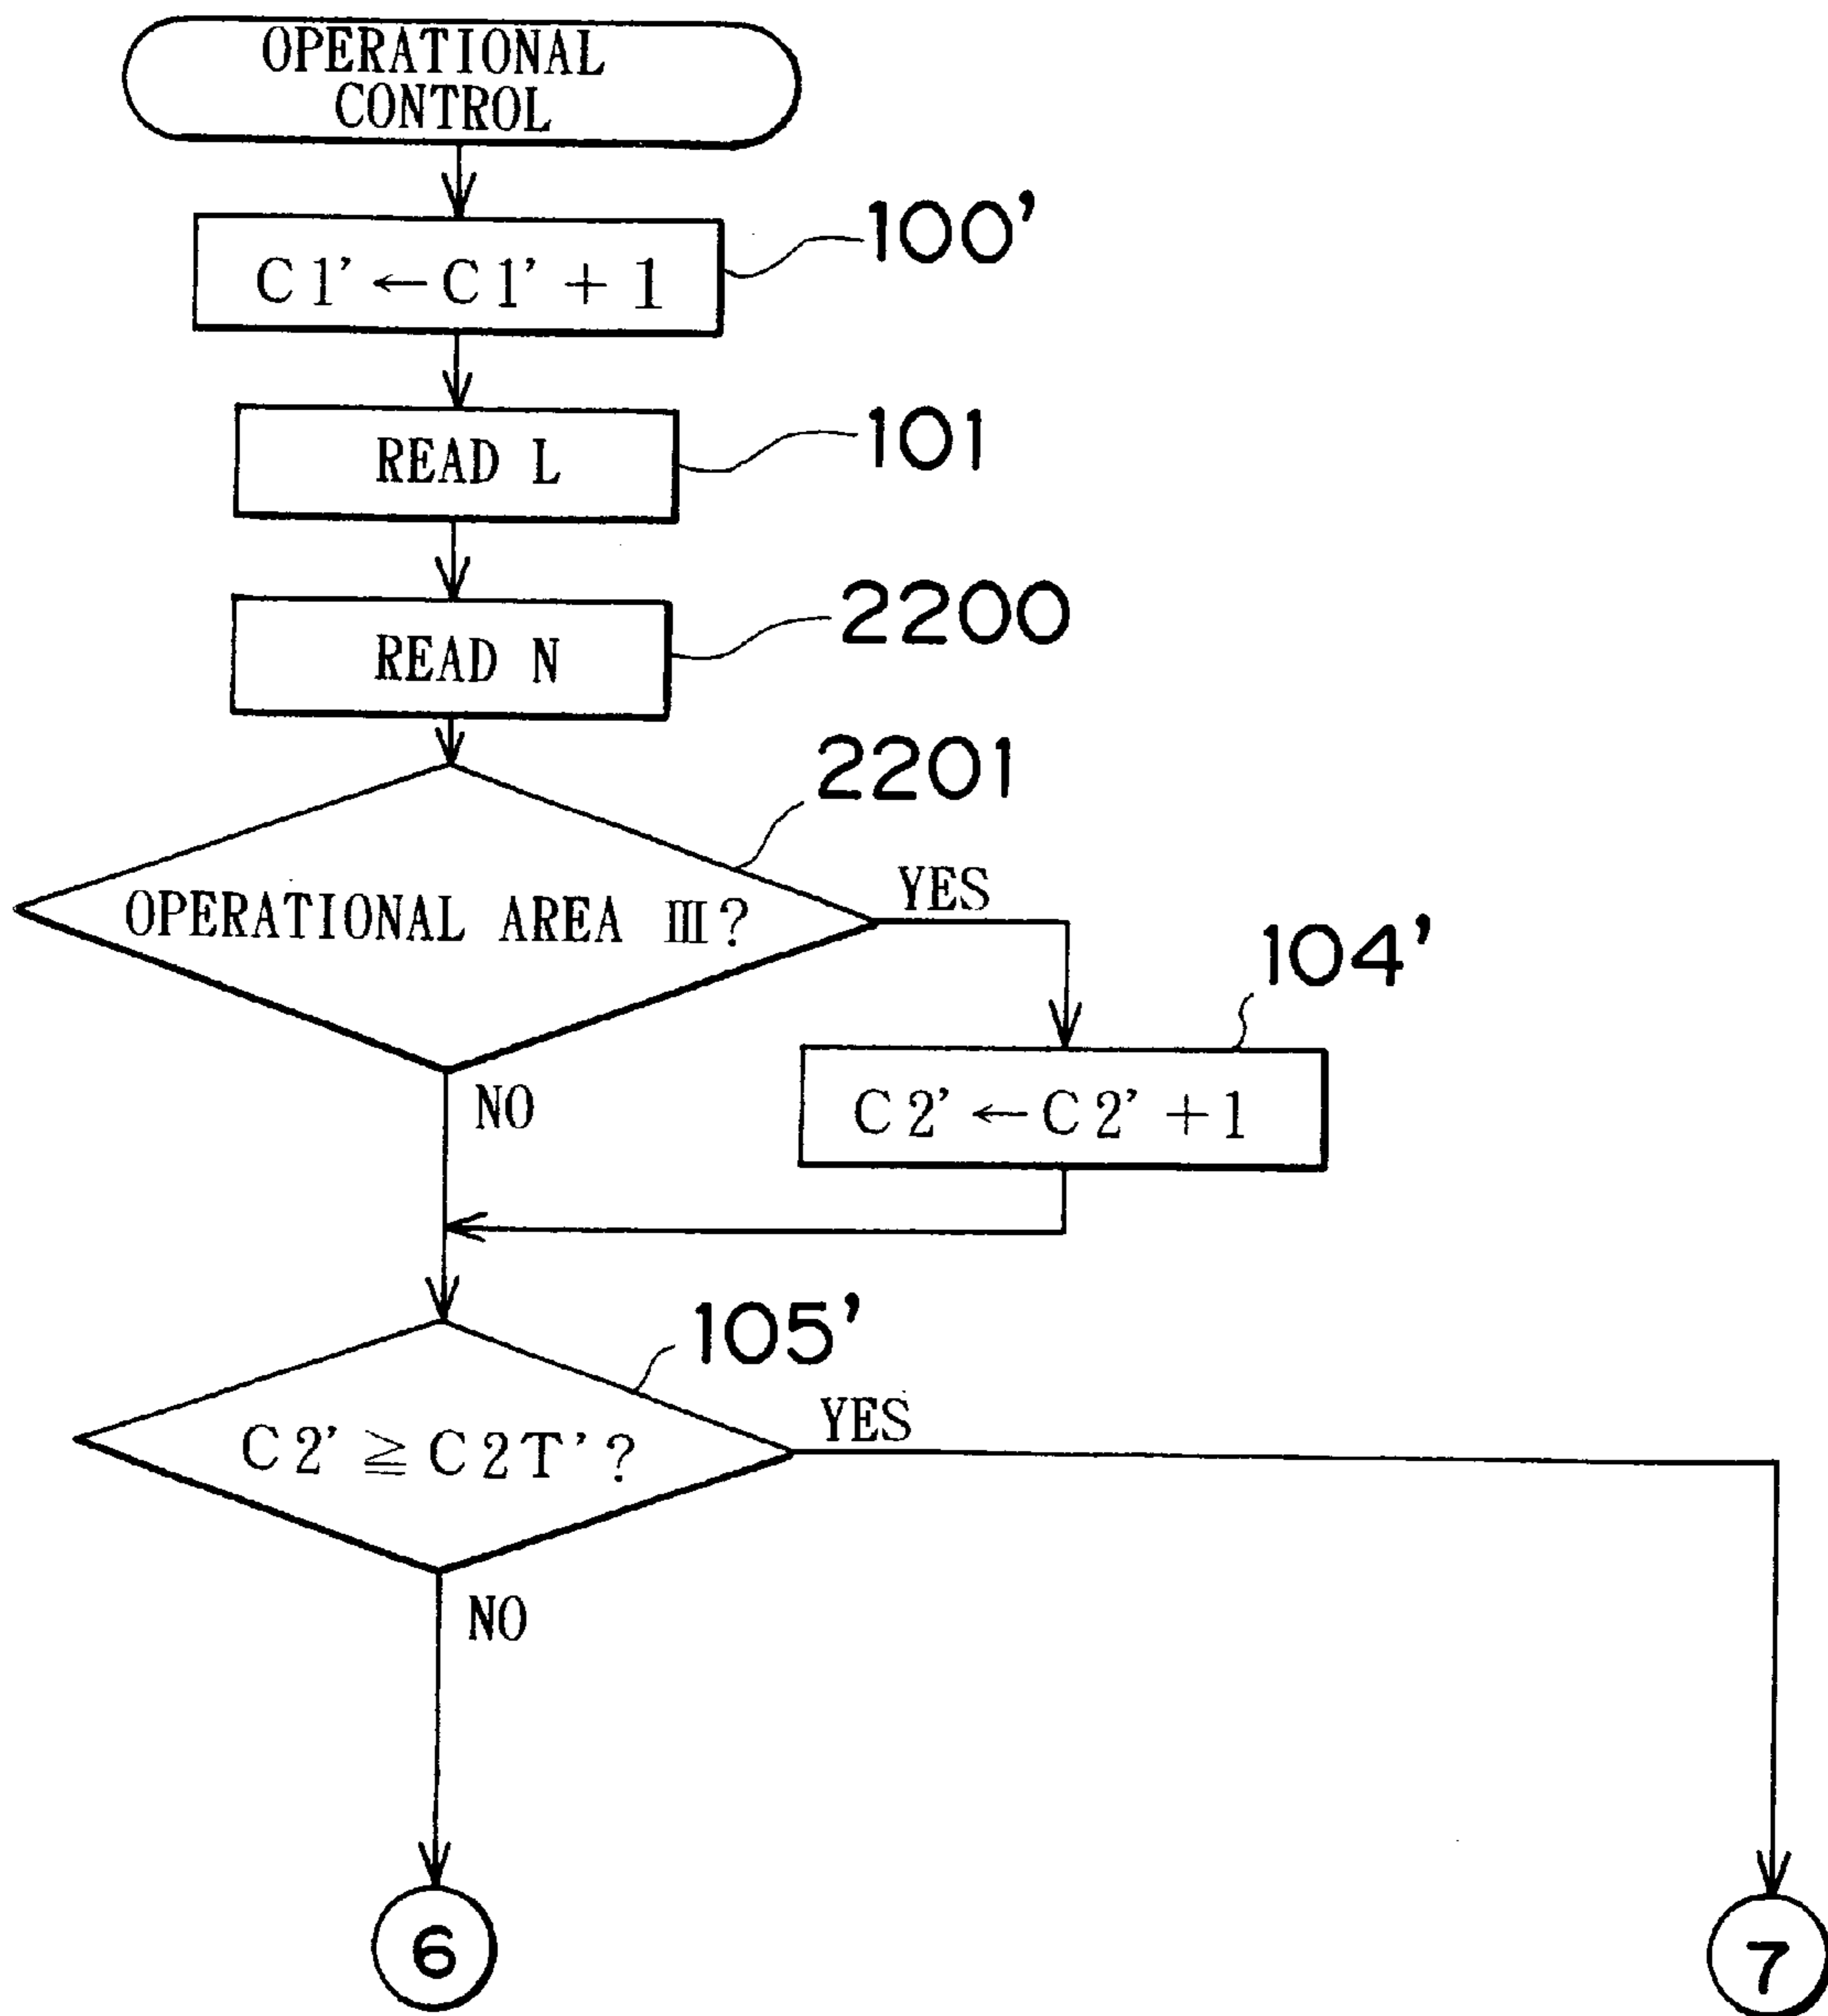 OPERATIONAL
CONTROL
100'
C1' ← C1' + 1
101
READ L
2200
READ N
2201
OPERATIONAL AREA III?
YES
104'
NO
C2' ← C2' + 1
105'
C2' ≧ C2T'?
YES
NO
6
7